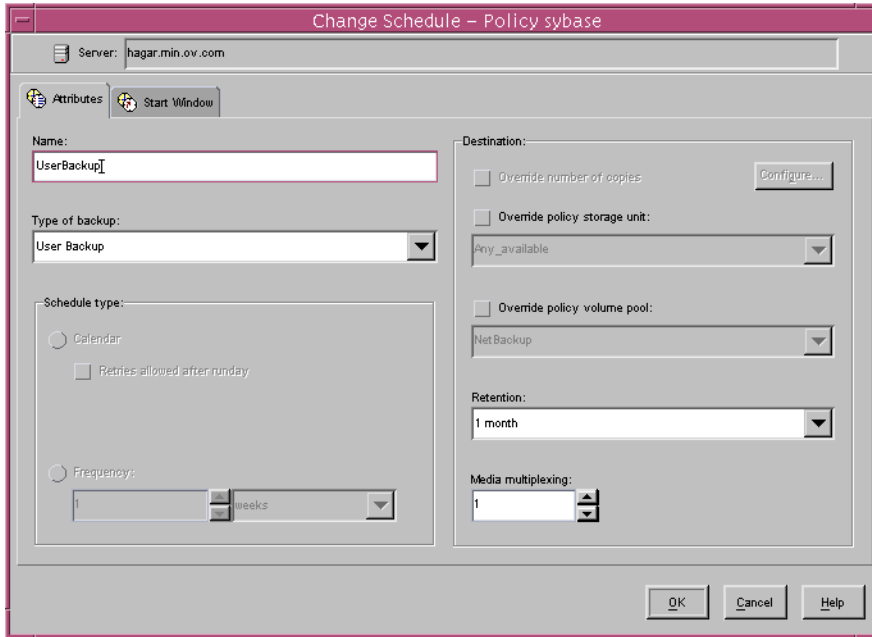 Change Schedule – Policy sybase
Server: hagar.min.ov.com
Attributes
Start Window
Name:
UserBackup
Type of backup:
User Backup
Schedule type:
Calendar
Retries allowed after runday
Frequency:
1 weeks
Destination:
Override number of copies
Configure...
Override policy storage unit:
Any_available
Override policy volume pool:
NetBackup
Retention:
1 month
Media multiplexing:
1
OK Cancel Help